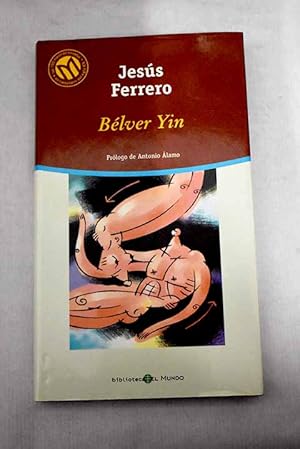 Jesús
Ferrero
Bélver Yin
Prólogo de Antonio Álamo
biblioteca EL MUNDO